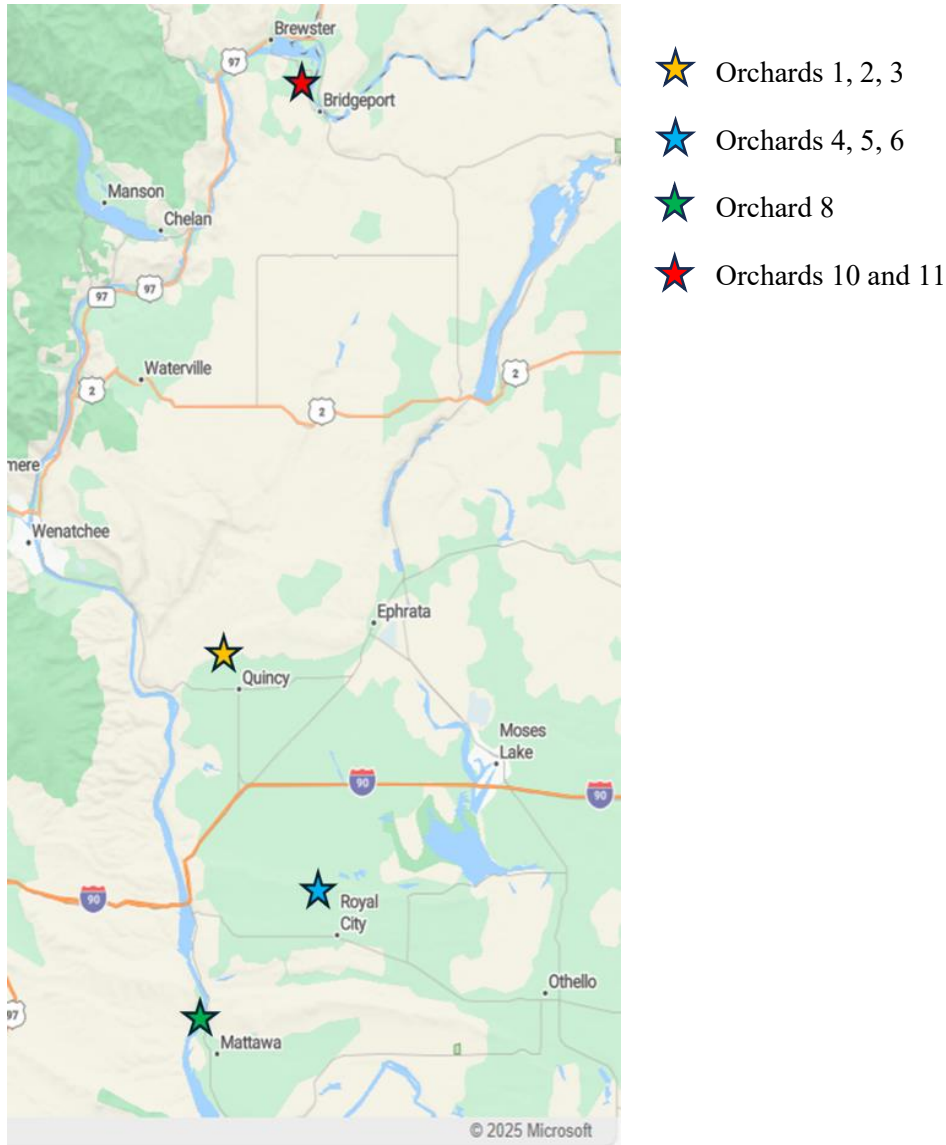 Brewster
97
Bridgeport
Manson
Chelan
97
97
Waterville
2
2
2
mere
Wenatchee
Ephrata
Quincy
Moses
Lake
90
90
90
Royal
City
Othello
97
Mattawa
© 2025 Microsoft
Orchards 1, 2, 3
Orchards 4, 5, 6
Orchard 8
Orchards 10 and 11